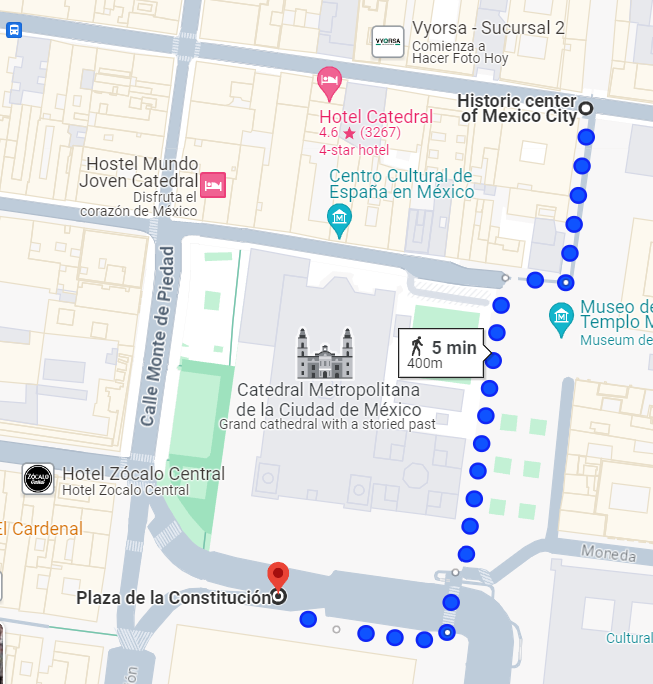 Vyorsa - Sucursal 2
VYORSA
Comienza a
Hacer Foto Hoy
Historic center
of Mexico City
Hotel Catedral
4.6 ★ (3267)
4-star hotel
Hostel Mundo
Joven Catedral
Disfruta el
corazón de México
Centro Cultural de
España en México
Calle Monte de Piedad
Museo de
Templo M
Museum de
5 min
400m
Catedral Metropolitana
de la Ciudad de México
Grand cathedral with a storied past
ZÓCALO
Central
Hotel Zócalo Central
Hotel Zocalo Central
El Cardenal
Moneda
Plaza de la Constitución
Cultural
ón